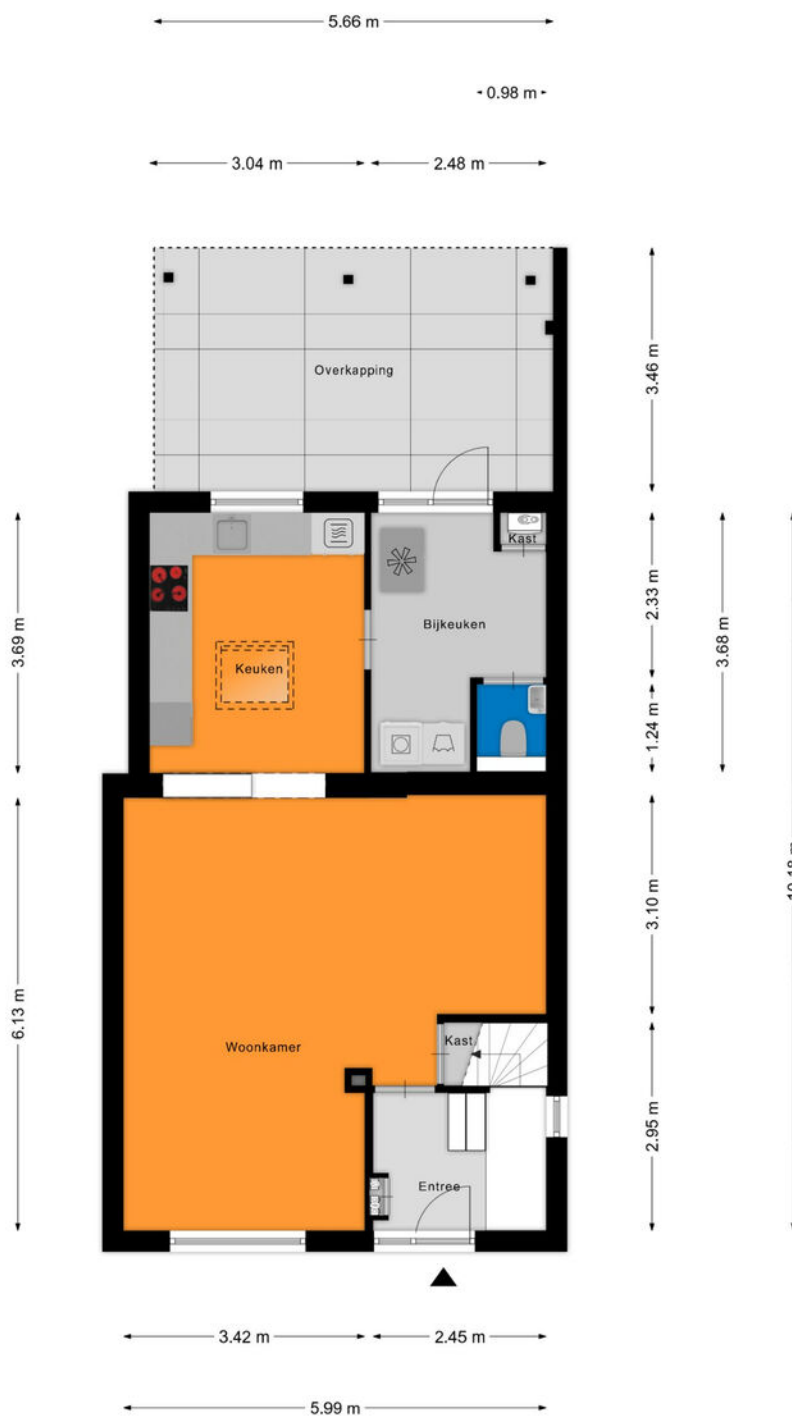 5.66 m
0.98 m
3.04 m
2.48 m
Overkapping
3.46 m
Kast
Bijkeuken
Keuken
3.69 m
2.33 m
3.68 m
1.24 m
3.10 m
6.13 m
Kast
Woonkamer
2.95 m
Entree
3.42 m
2.45 m
5.99 m